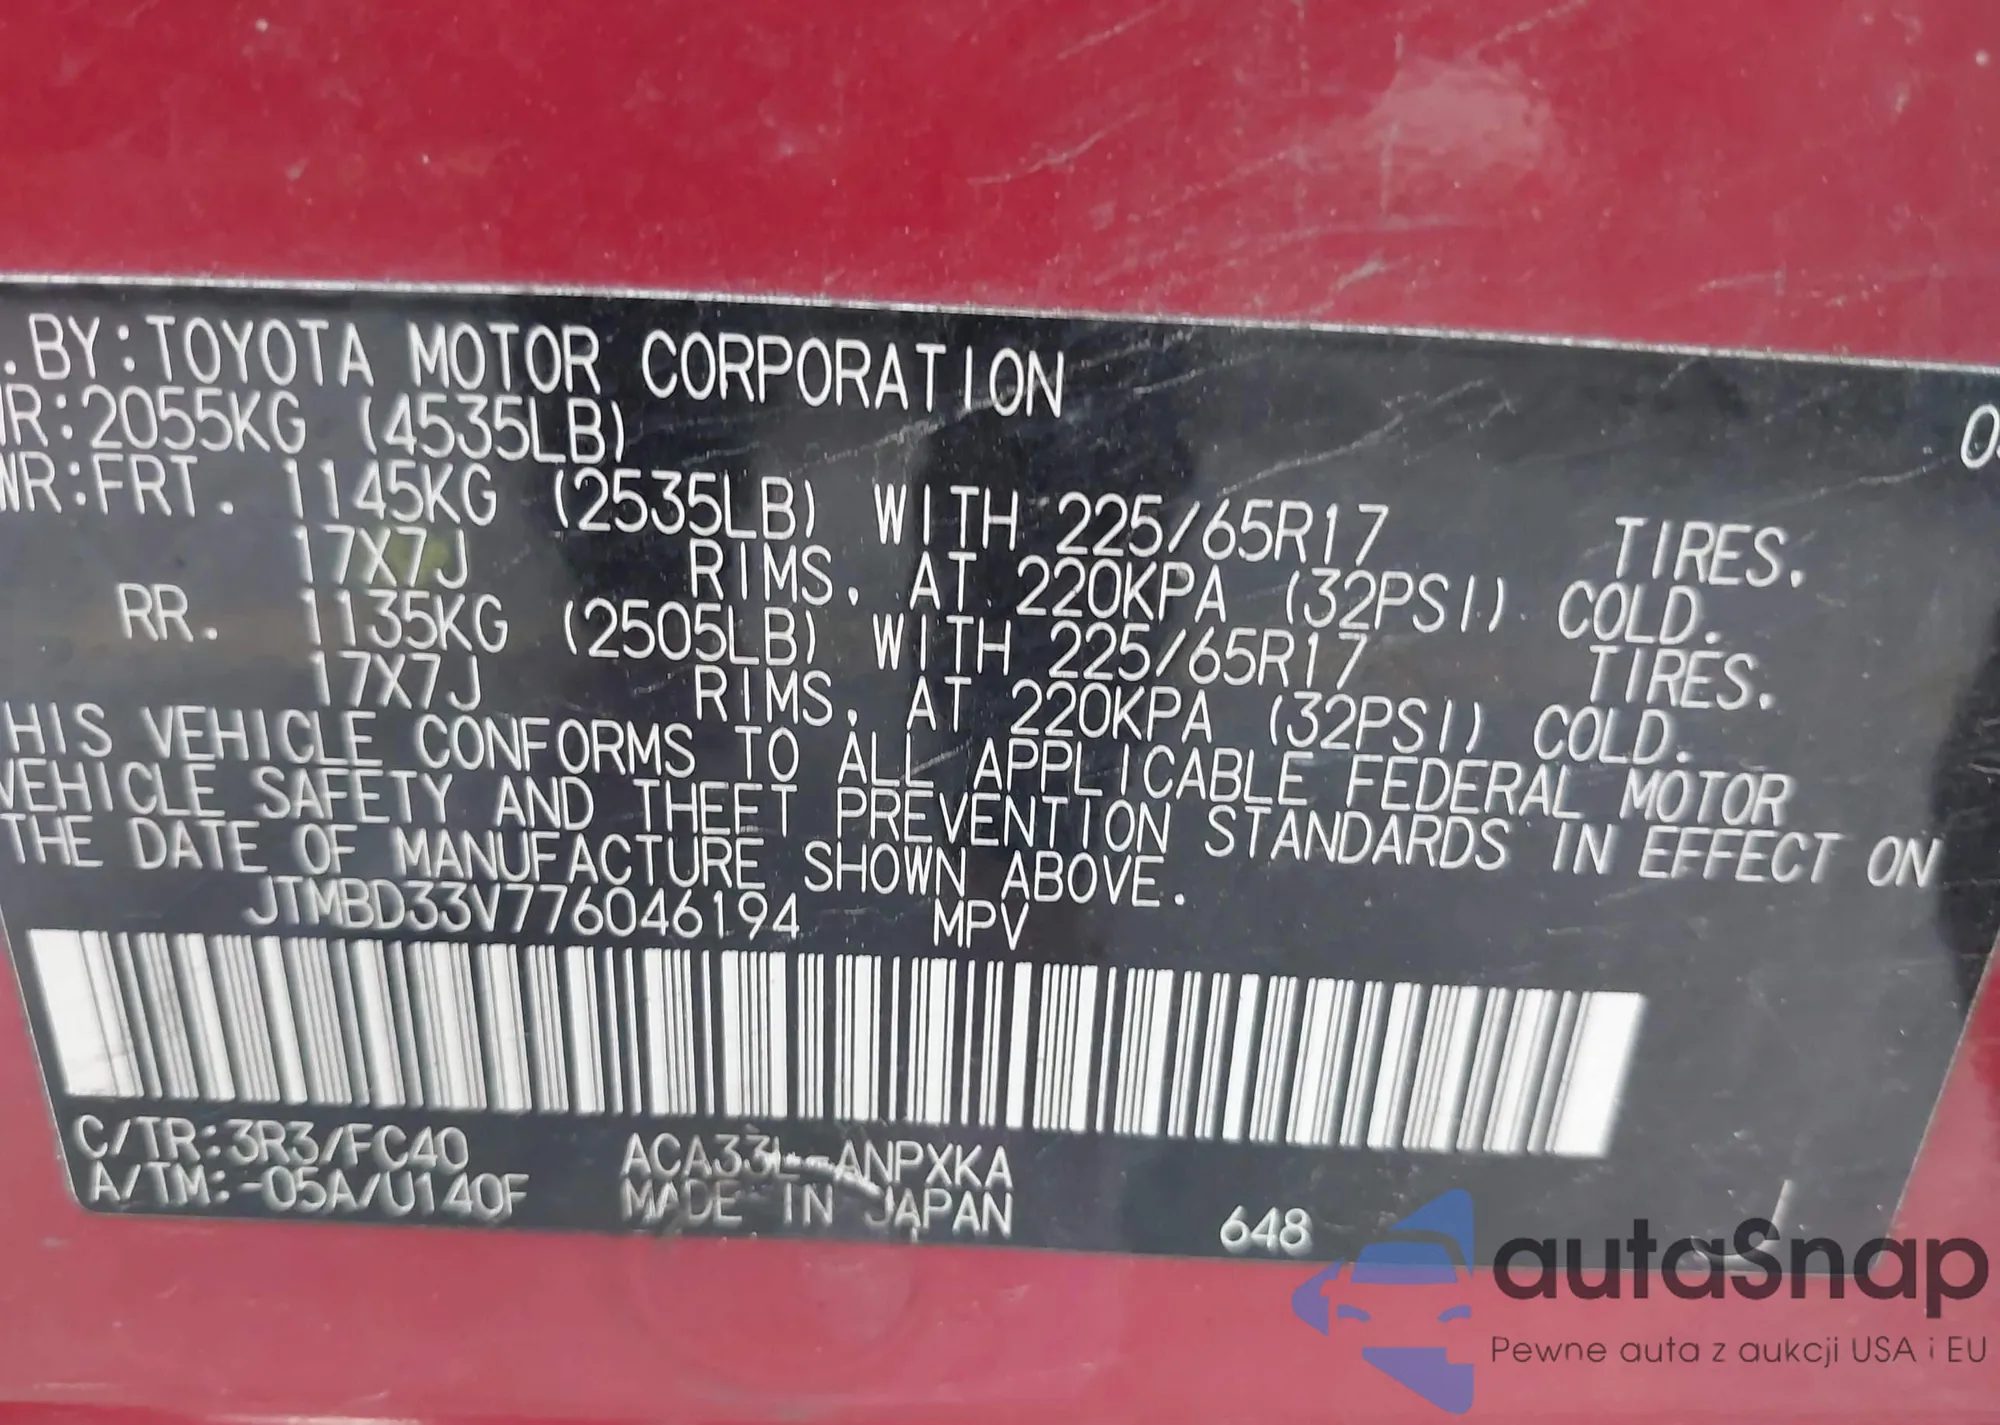 . BY:TOYOTA MOTOR CORPORATION
R:2055KG (4535LB)
WR:FRT. 1145KG (2535LB) WITH 225/65R17 TIRES.
17X7J RIMS, AT 220KPA (32PSI) COLD.
RR. 1135KG (2505LB) WITH 225/65R17 TIRES.
17X7J RIMS, AT 220KPA (32PSI) COLD.
HIS VEHICLE CONFORMS TO ALL APPLICABLE FEDERAL MOTOR
VEHICLE SAFETY AND THEFT PREVENTION STANDARDS IN EFFECT ON
THE DATE OF MANUFACTURE SHOWN ABOVE.
JTMBD33V776046194 MPV
C/TR:3R3/FC40 ACA33L-ANPXKA
A/TM:-05A/U140F MADE IN JAPAN
648
autaSnap
Pewne auta z aukcji USA i EU